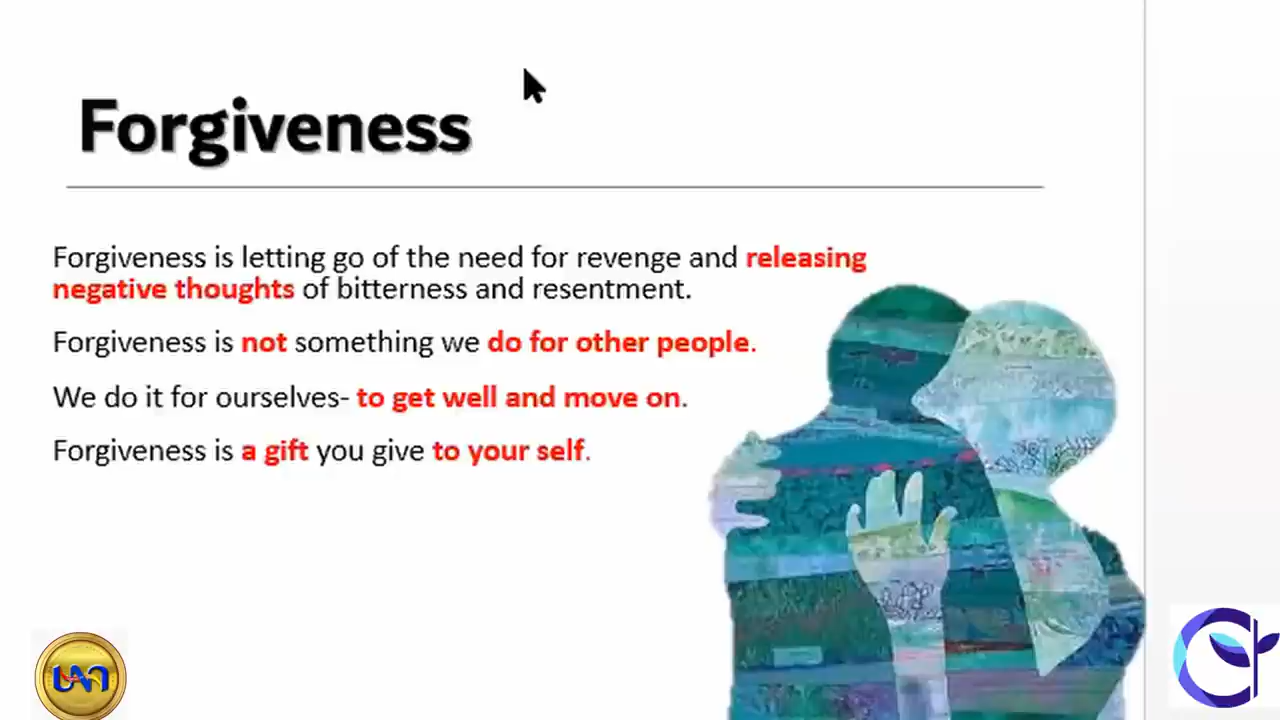 Forgiveness
Forgiveness is letting go of the need for revenge and releasing
negative thoughts of bitterness and resentment.
Forgiveness is not something we do for other people.
We do it for ourselves- to get well and move on.
Forgiveness is a gift you give to your self.